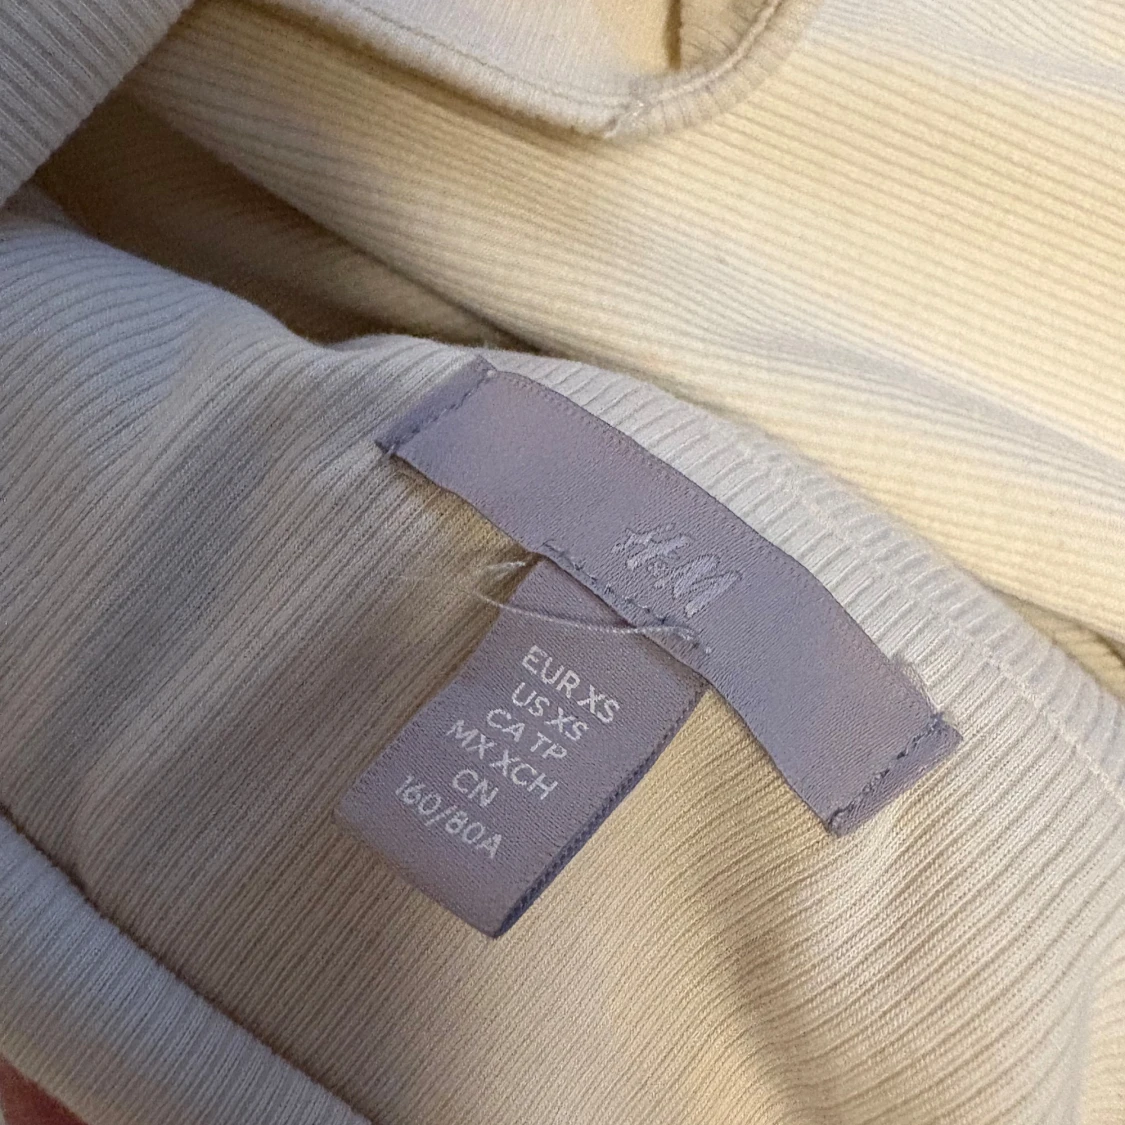 H&M
EUR XS
US XS
CA TP
MX XCH
CN
160/80A